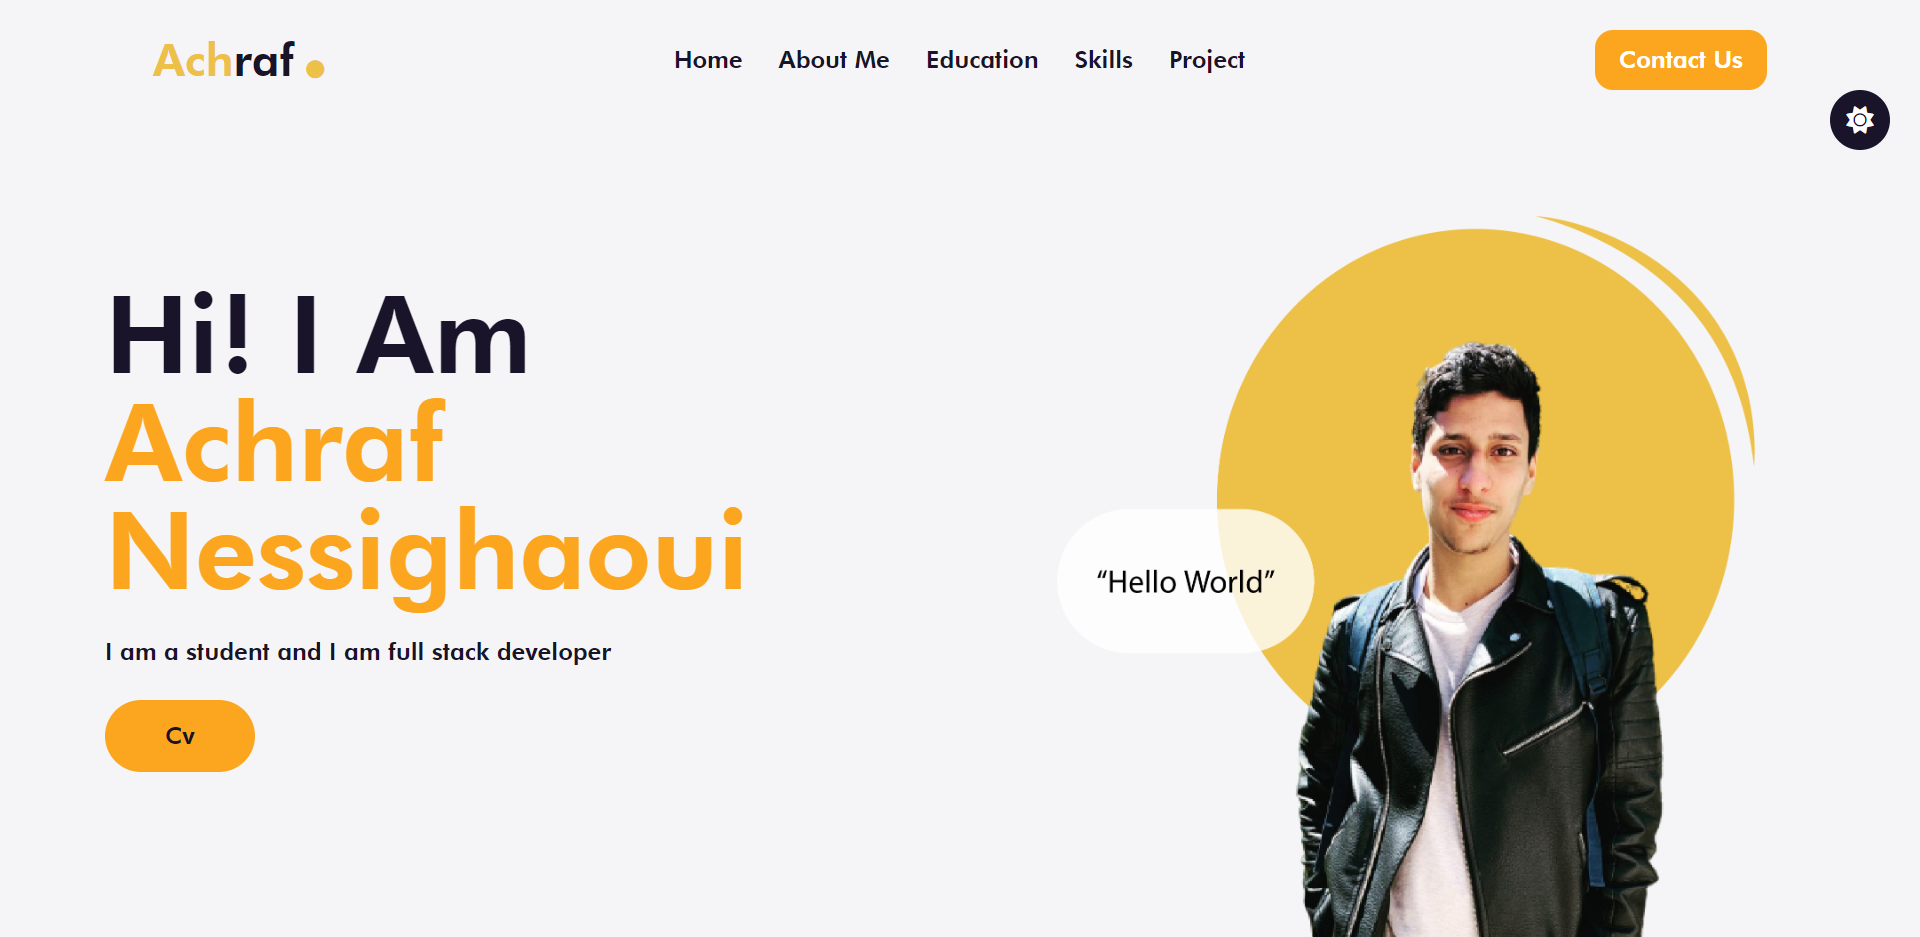 Achraf
Home About Me Education Skills Project
Contact Us
Hi! I Am
Achraf
Nessighaoui
“Hello World”
I am a student and I am full stack developer
Cv